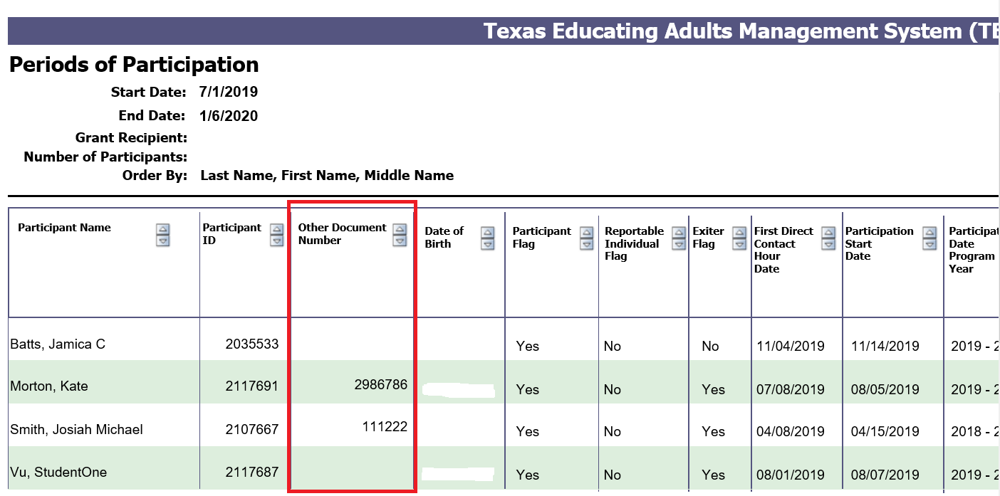 Texas Educating Adults Management System (TE
Periods of Participation
Start Date: 7/1/2019
End Date: 1/6/2020
Grant Recipient:
Number of Participants:
Order By: Last Name, First Name, Middle Name
Participant Name
Participant
ID
Other Document
Number
Date of
Birth
Participant
Flag
Reportable
Individual
Flag
Exiter
Flag
First Direct
Contact
Hour
Date
Participation
Start
Date
Participat
Date
Program
Year
Batts, Jamica C 2035533 Yes No No 11/04/2019 11/14/2019 2019 - 2
Morton, Kate 2117691 2986786 Yes No Yes 07/08/2019 08/05/2019 2019 - 2
Smith, Josiah Michael 2107667 111222 Yes No Yes 04/08/2019 04/15/2019 2018 - 2
Vu, StudentOne 2117687 Yes No Yes 08/01/2019 08/07/2019 2019 - 2